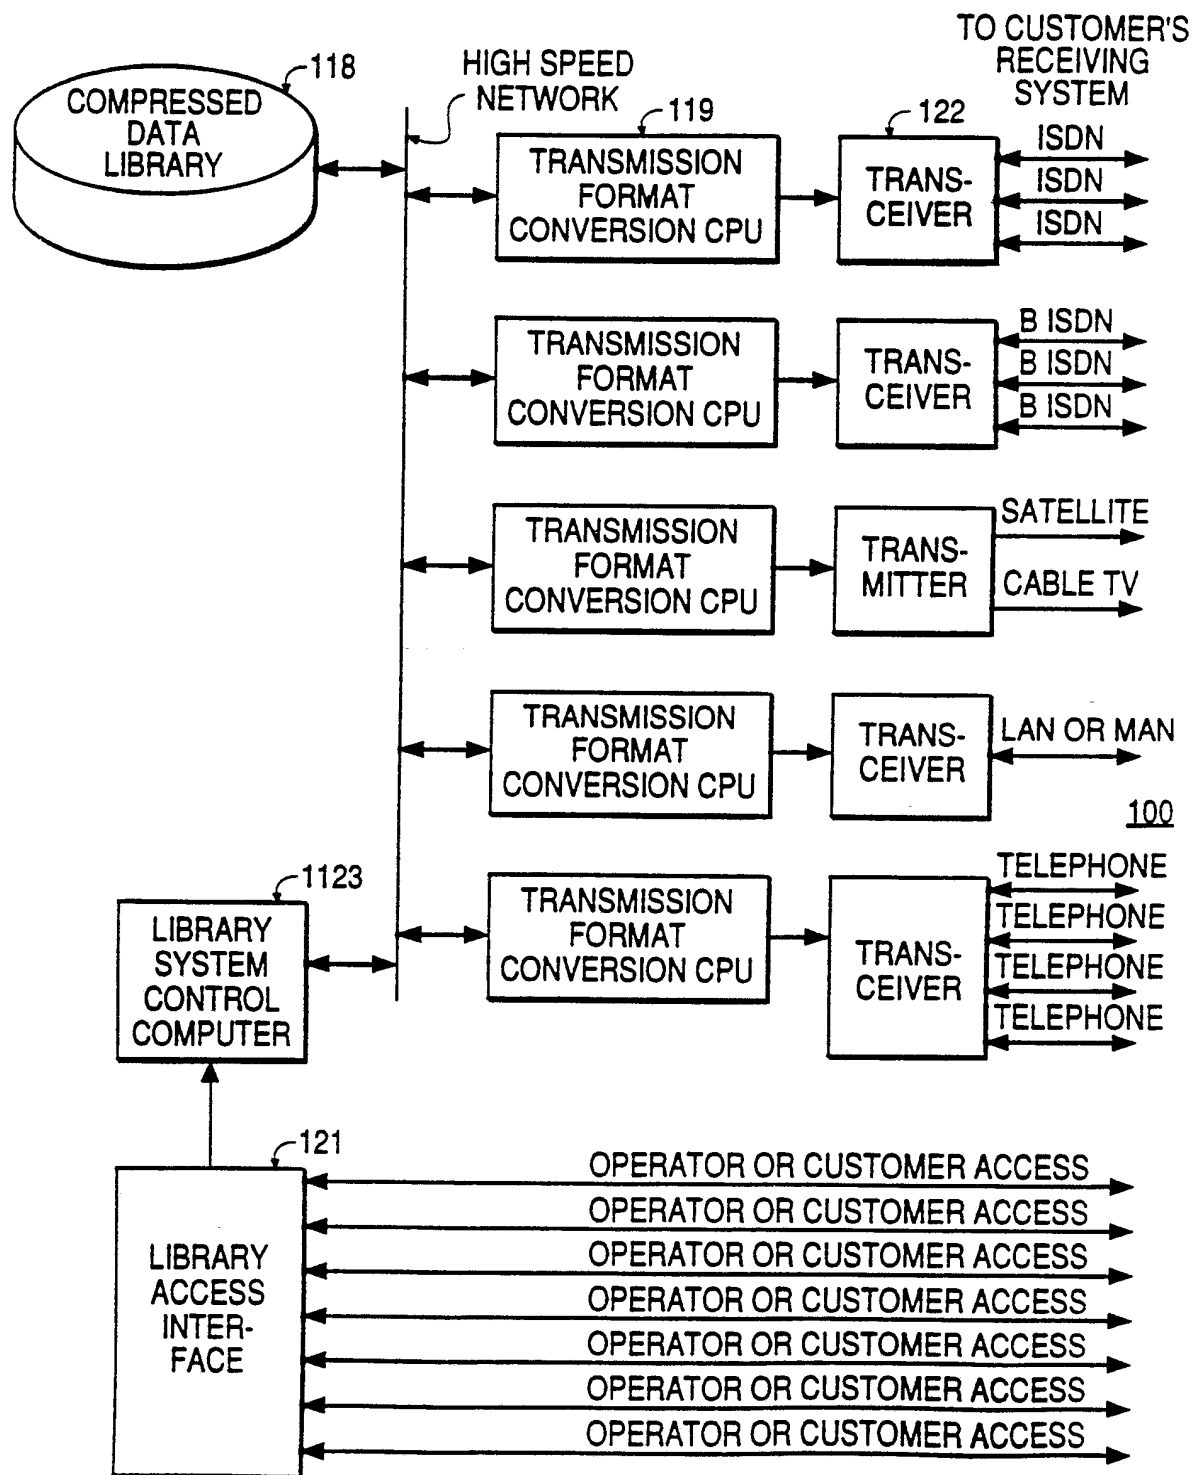 TO CUSTOMER'S
RECEIVING
SYSTEM
118
COMPRESSED
DATA
LIBRARY
HIGH SPEED
NETWORK
119
TRANSMISSION
FORMAT
CONVERSION CPU
122
TRANS-
CEIVER
ISDN
ISDN
ISDN
TRANSMISSION
FORMAT
CONVERSION CPU
TRANS-
CEIVER
B ISDN
B ISDN
B ISDN
TRANSMISSION
FORMAT
CONVERSION CPU
TRANS-
MITTER
SATELLITE
CABLE TV
TRANSMISSION
FORMAT
CONVERSION CPU
TRANS-
CEIVER
LAN OR MAN
100
TRANSMISSION
FORMAT
CONVERSION CPU
TRANS-
CEIVER
TELEPHONE
TELEPHONE
TELEPHONE
TELEPHONE
1123
LIBRARY
SYSTEM
CONTROL
COMPUTER
121
LIBRARY
ACCESS
INTER-
FACE
OPERATOR OR CUSTOMER ACCESS
OPERATOR OR CUSTOMER ACCESS
OPERATOR OR CUSTOMER ACCESS
OPERATOR OR CUSTOMER ACCESS
OPERATOR OR CUSTOMER ACCESS
OPERATOR OR CUSTOMER ACCESS
OPERATOR OR CUSTOMER ACCESS